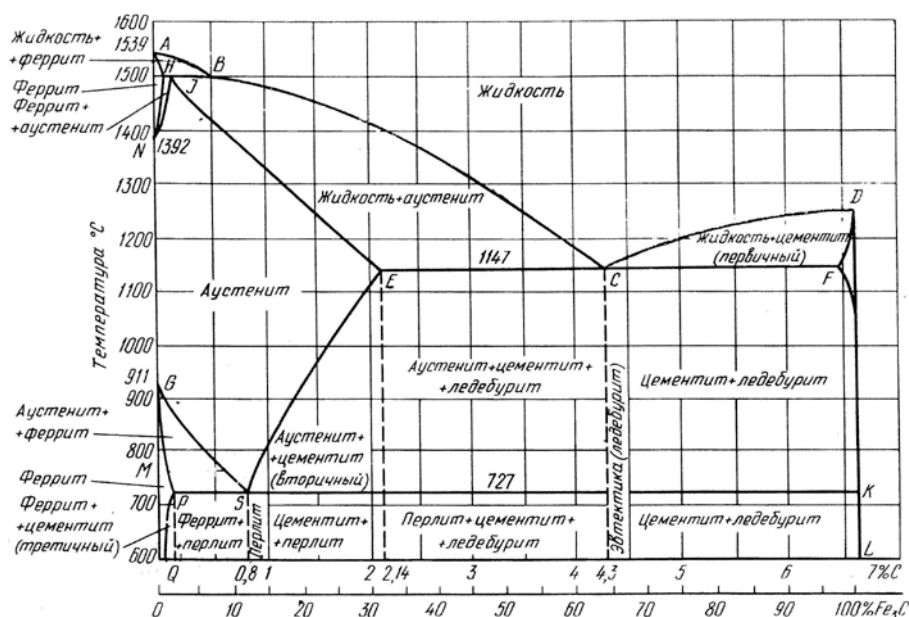 1600
1539
A
Жидкость+
+феррит
H
B
1500
J
Жидкость
Феррит
Феррит+
+аустенит
1400
N
1392
1300
Жидкость+аустенит
D
1200
Жидкость+цементит
(первичный)
1147
E
C
F
Температура °С
Аустенит
1100
1000
911
G
Аустенит+цементит+
+ледебурит
Цементит+ледебурит
900
Аустенит+
+феррит
Аустенит+
+цементит
(вторичный)
800
M
Эвтектика (ледебурит)
Феррит
727
P
S
K
700
Феррит+
+цементит
(третичный)
Феррит+
+перлит
Перлит
Цементит+
+перлит
Перлит+цементит+
+ледебурит
Цементит+ледебурит
600
L
Q 0,8 1 2 2,14 3 4 4,3 5 6 7%C
0 10 20 30 40 50 60 70 80 90 100%Fe₃C